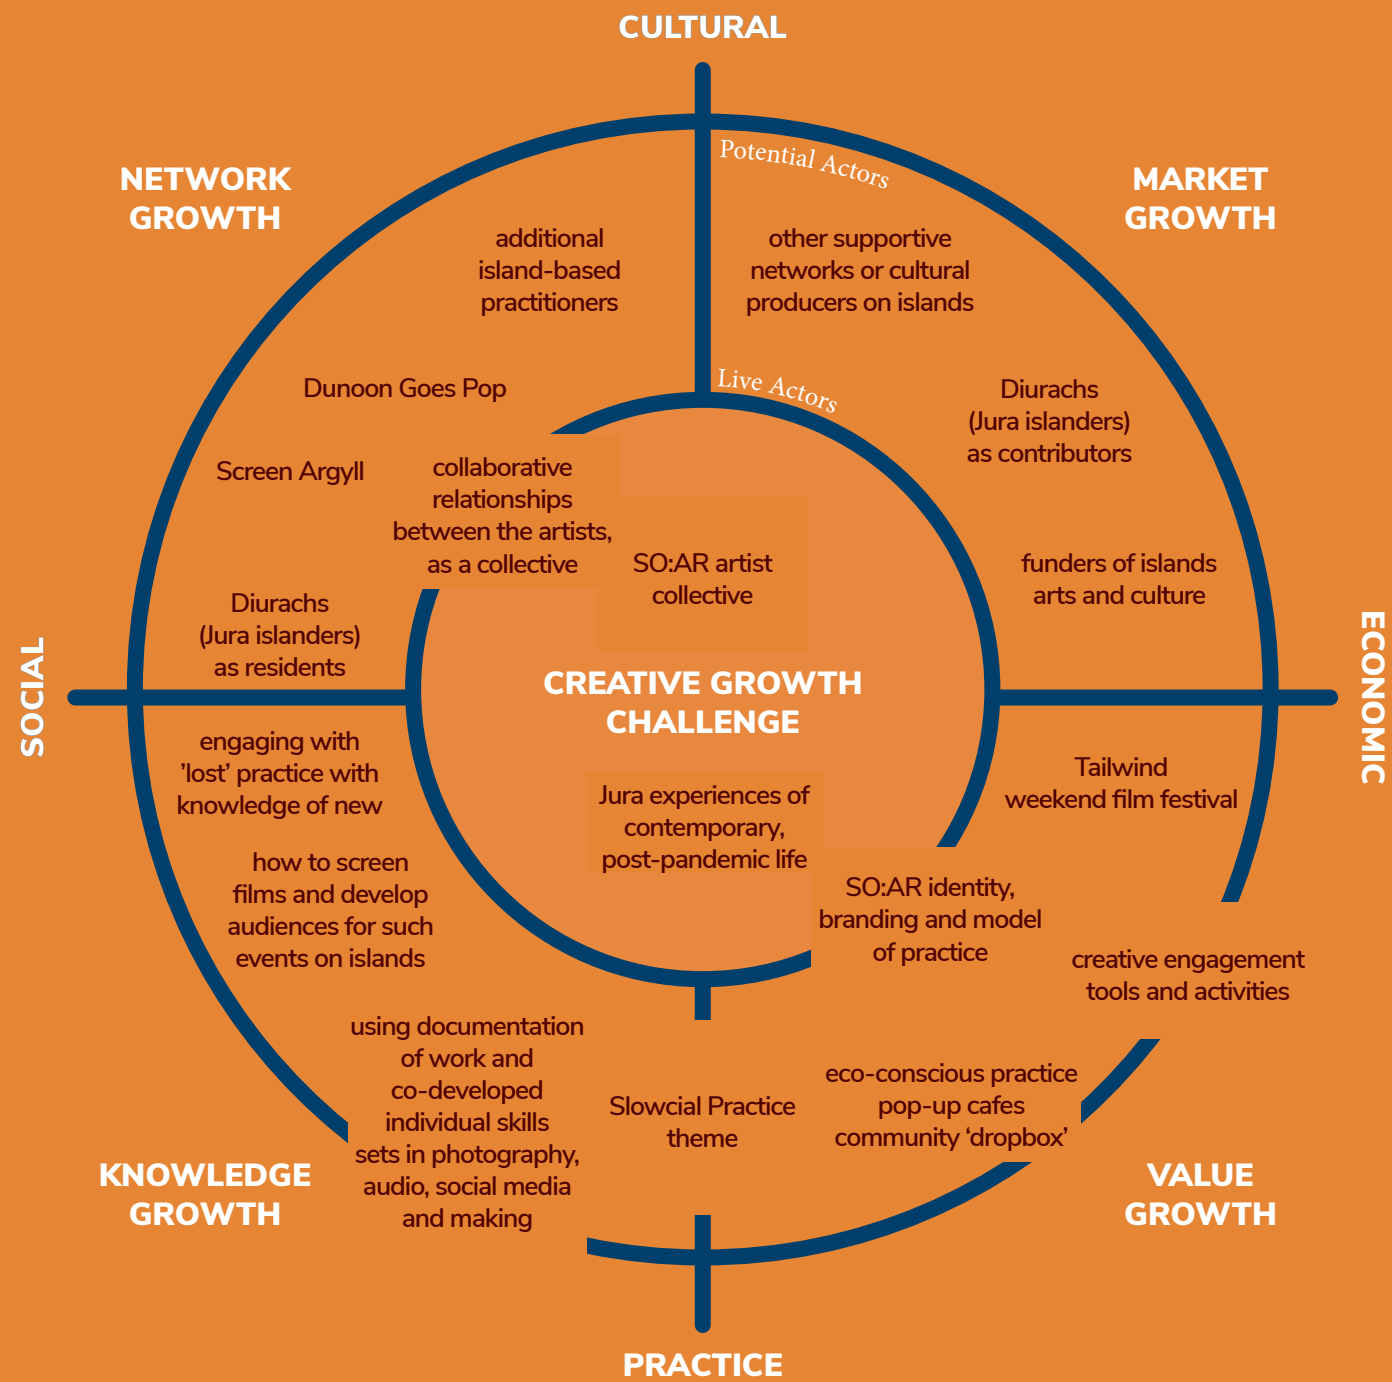 CULTURAL
NETWORK
GROWTH
MARKET
GROWTH
Potential Actors
additional
island-based
practitioners
other supportive
networks or cultural
producers on islands
Dunoon Goes Pop
Live Actors
Diurachs
(Jura islanders)
as contributors
Screen Argyll
collaborative
relationships
between the artists,
as a collective
SO:AR artist
collective
funders of islands
arts and culture
Diurachs
(Jura islanders)
as residents
SOCIAL
ECONOMIC
CREATIVE GROWTH
CHALLENGE
engaging with
’lost’ practice with
knowledge of new
Tailwind
weekend film festival
Jura experiences of
contemporary,
post-pandemic life
how to screen
films and develop
audiences for such
events on islands
SO:AR identity,
branding and model
of practice
creative engagement
tools and activities
using documentation
of work and
co-developed
individual skills
sets in photography,
audio, social media
and making
Slowcial Practice
theme
eco-conscious practice
pop-up cafes
community ‘dropbox’
KNOWLEDGE
GROWTH
VALUE
GROWTH
PRACTICE